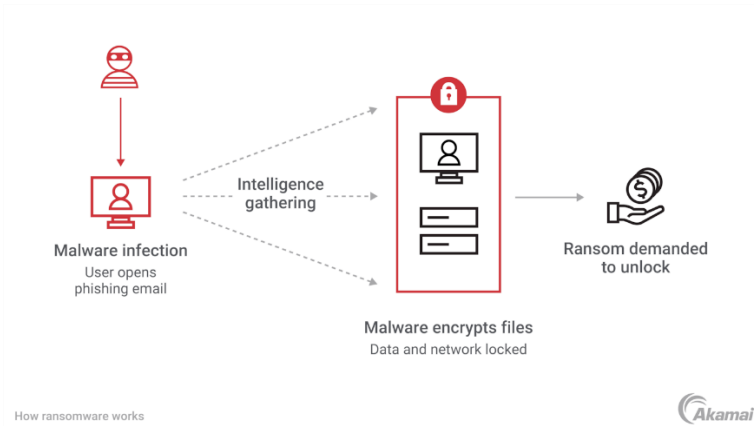 Malware infection
User opens
phishing email
Intelligence
gathering
$
Malware encrypts files
Data and network locked
Ransom demanded
to unlock
How ransomware works
Akamai